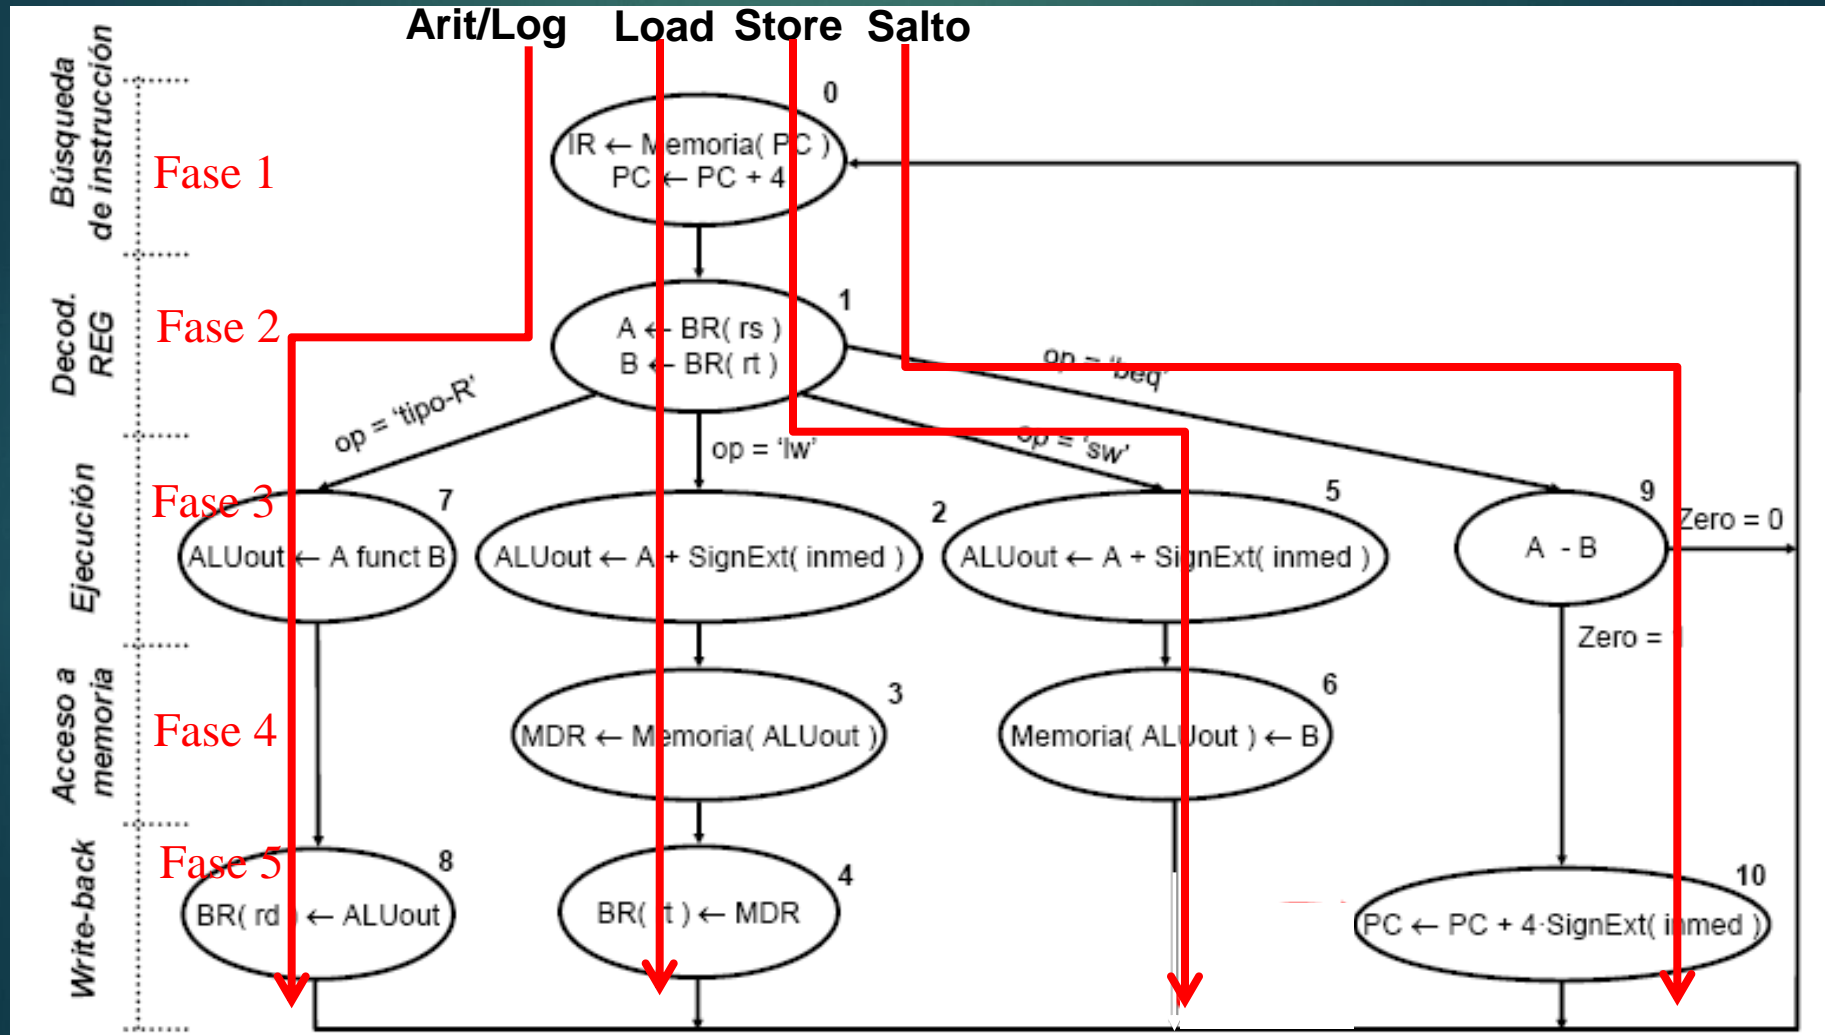 Arit/Log Load Store Salto
Búsqueda
de instrucción
Fase 1
0
IR ← Memoria( PC )
PC ← PC + 4
Decod.
REG
Fase 2
1
A ← BR( rs )
B ← BR( rt )
op = 'tipo-R'
op = 'lw'
op = 'sw'
op = 'beq'
Ejecución
Fase 3
7
ALUout ← A funct B
2
ALUout ← A + SignExt( inmed )
5
ALUout ← A + SignExt( inmed )
9
A - B
Zero = 0
Zero = 1
Acceso a
memoria
Fase 4
3
MDR ← Memoria( ALUout )
6
Memoria( ALUout ) ← B
Write-back
Fase 5
8
BR( rd ) ← ALUout
4
BR( rt ) ← MDR
10
PC ← PC + 4·SignExt( inmed )